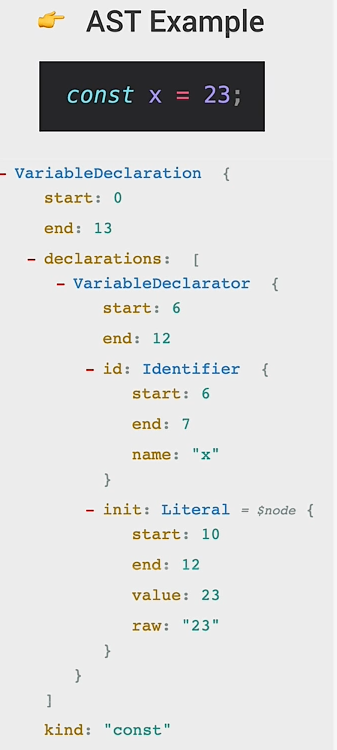 👉 AST Example
const x = 23;
- VariableDeclaration {
start: 0
end: 13
- declarations: [
- VariableDeclarator {
start: 6
end: 12
- id: Identifier {
start: 6
end: 7
name: "x"
}
- init: Literal = $node {
start: 10
end: 12
value: 23
raw: "23"
}
}
]
kind: "const"